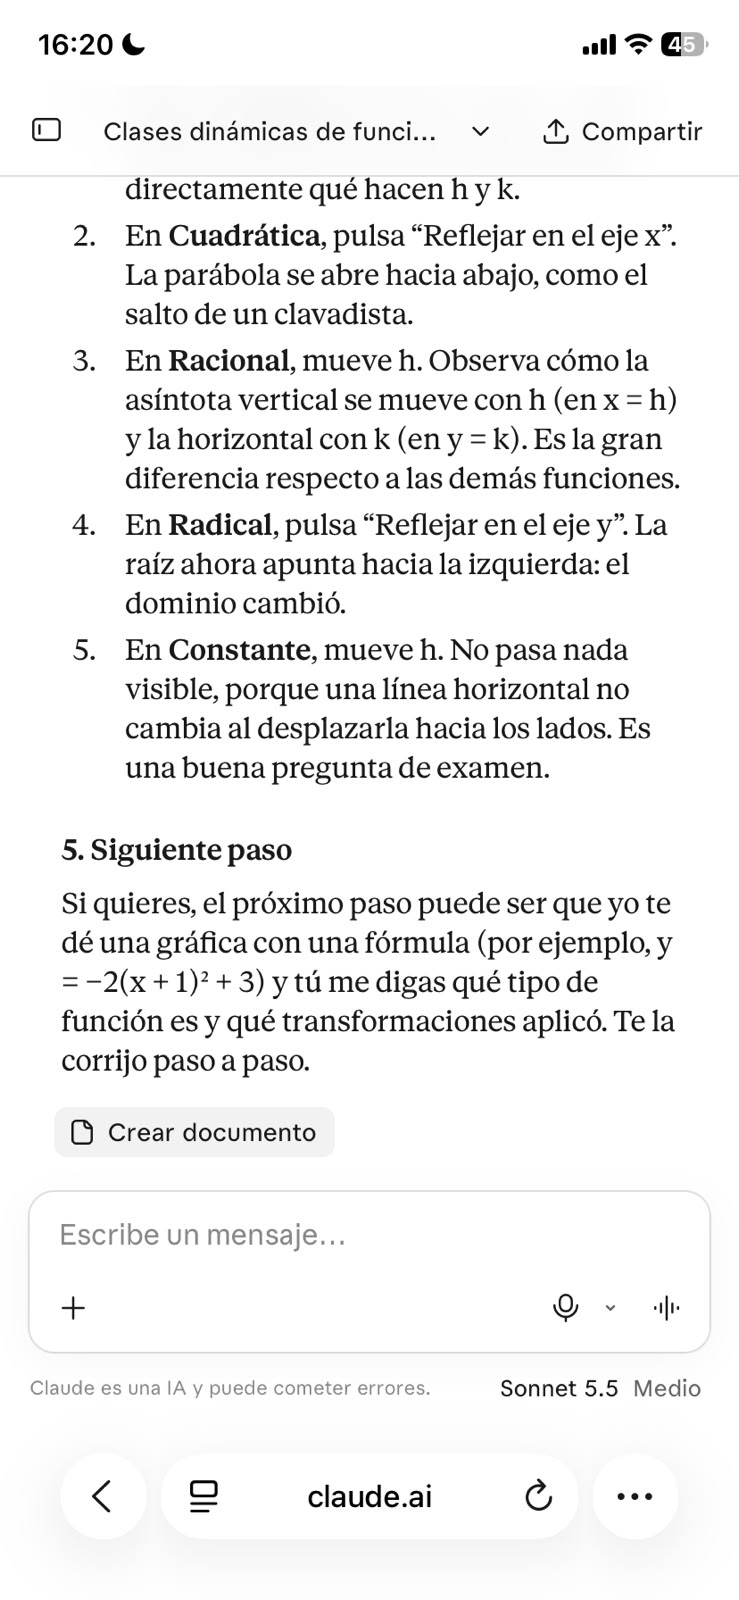 16:20
45
Clases dinámicas de funci...
Compartir
directamente qué hacen h y k.
2. En Cuadrática, pulsa “Reflejar en el eje x”.
La parábola se abre hacia abajo, como el
salto de un clavadista.
3. En Racional, mueve h. Observa cómo la
asíntota vertical se mueve con h (en x = h)
y la horizontal con k (en y = k). Es la gran
diferencia respecto a las demás funciones.
4. En Radical, pulsa “Reflejar en el eje y”. La
raíz ahora apunta hacia la izquierda: el
dominio cambió.
5. En Constante, mueve h. No pasa nada
visible, porque una línea horizontal no
cambia al desplazarla hacia los lados. Es
una buena pregunta de examen.
5. Siguiente paso
Si quieres, el próximo paso puede ser que yo te
dé una gráfica con una fórmula (por ejemplo, y
= −2(x + 1)² + 3) y tú me digas qué tipo de
función es y qué transformaciones aplicó. Te la
corrijo paso a paso.
Crear documento
Escribe un mensaje...
Claude es una IA y puede cometer errores.
Sonnet 5.5 Medio
claude.ai